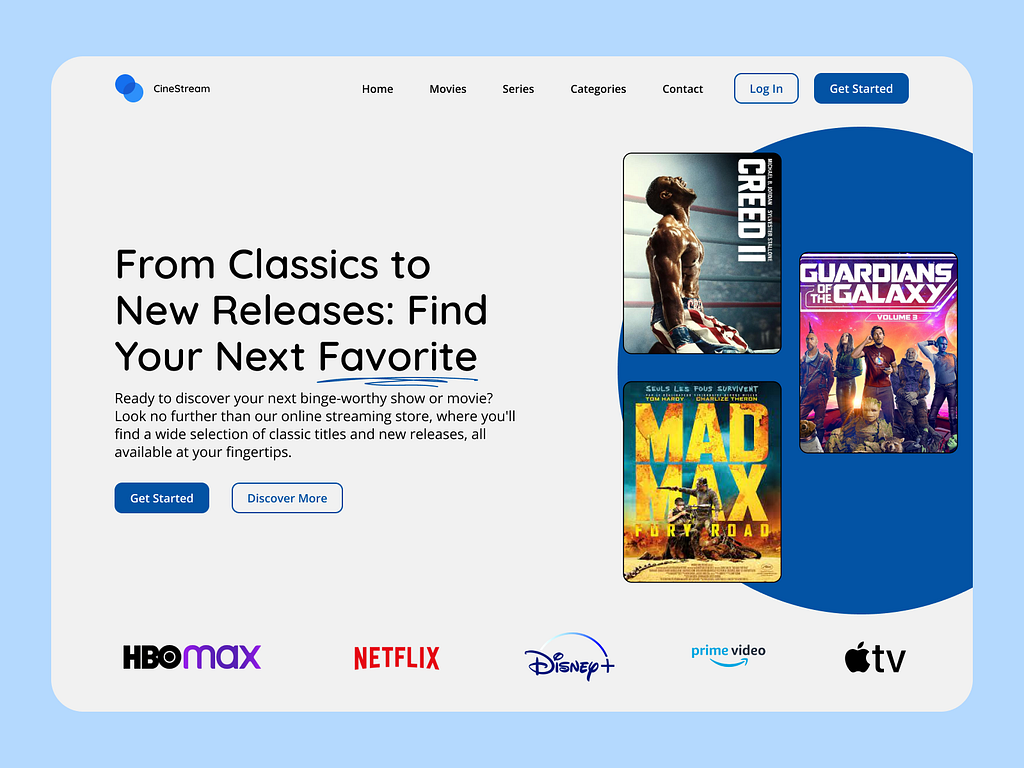 CineStream
Home
Movies
Series
Categories
Contact
Log In
Get Started
From Classics to
New Releases: Find
Your Next Favorite
Ready to discover your next binge-worthy show or movie?
Look no further than our online streaming store, where you'll
find a wide selection of classic titles and new releases, all
available at your fingertips.
Get Started
Discover More
MICHAEL B. JORDAN SYLVESTER STALLONE
CREED II
GUARDIANS
OF THE GALAXY
VOLUME 3
SEULS LES FOUS SURVIVENT
TOM HARDY CHARLIZE THERON
MAD
MAX
FURY ROAD
HBOmax
NETFLIX
Disney+
prime video
tv